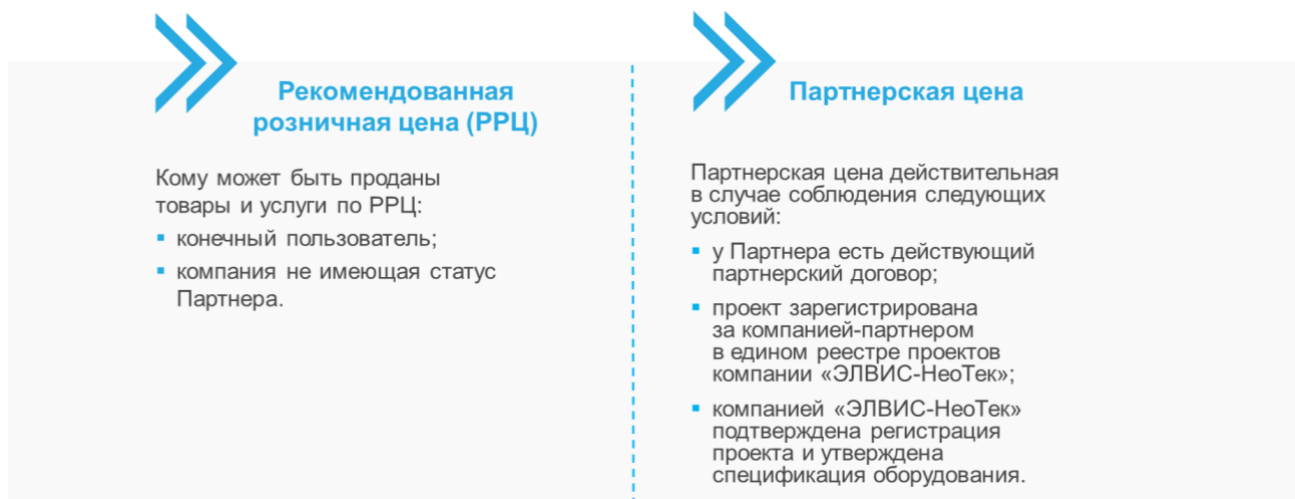 Рекомендованная
розничная цена (РРЦ)
Кому может быть проданы
товары и услуги по РРЦ:
▪ конечный пользователь;
▪ компания не имеющая статус
Партнера.
Партнерская цена
Партнерская цена действительная
в случае соблюдения следующих
условий:
▪ у Партнера есть действующий
партнерский договор;
▪ проект зарегистрирована
за компанией-партнером
в едином реестре проектов
компании «ЭЛВИС-НеоТек»;
▪ компанией «ЭЛВИС-НеоТек»
подтверждена регистрация
проекта и утверждена
спецификация оборудования.